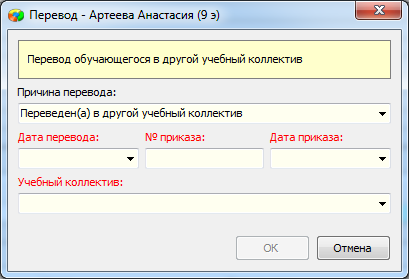 Перевод - Артеева Анастасия (9 э)
Перевод обучающегося в другой учебный коллектив
Причина перевода:
Переведен(а) в другой учебный коллектив
Дата перевода: № приказа: Дата приказа:
Учебный коллектив:
ОК Отмена